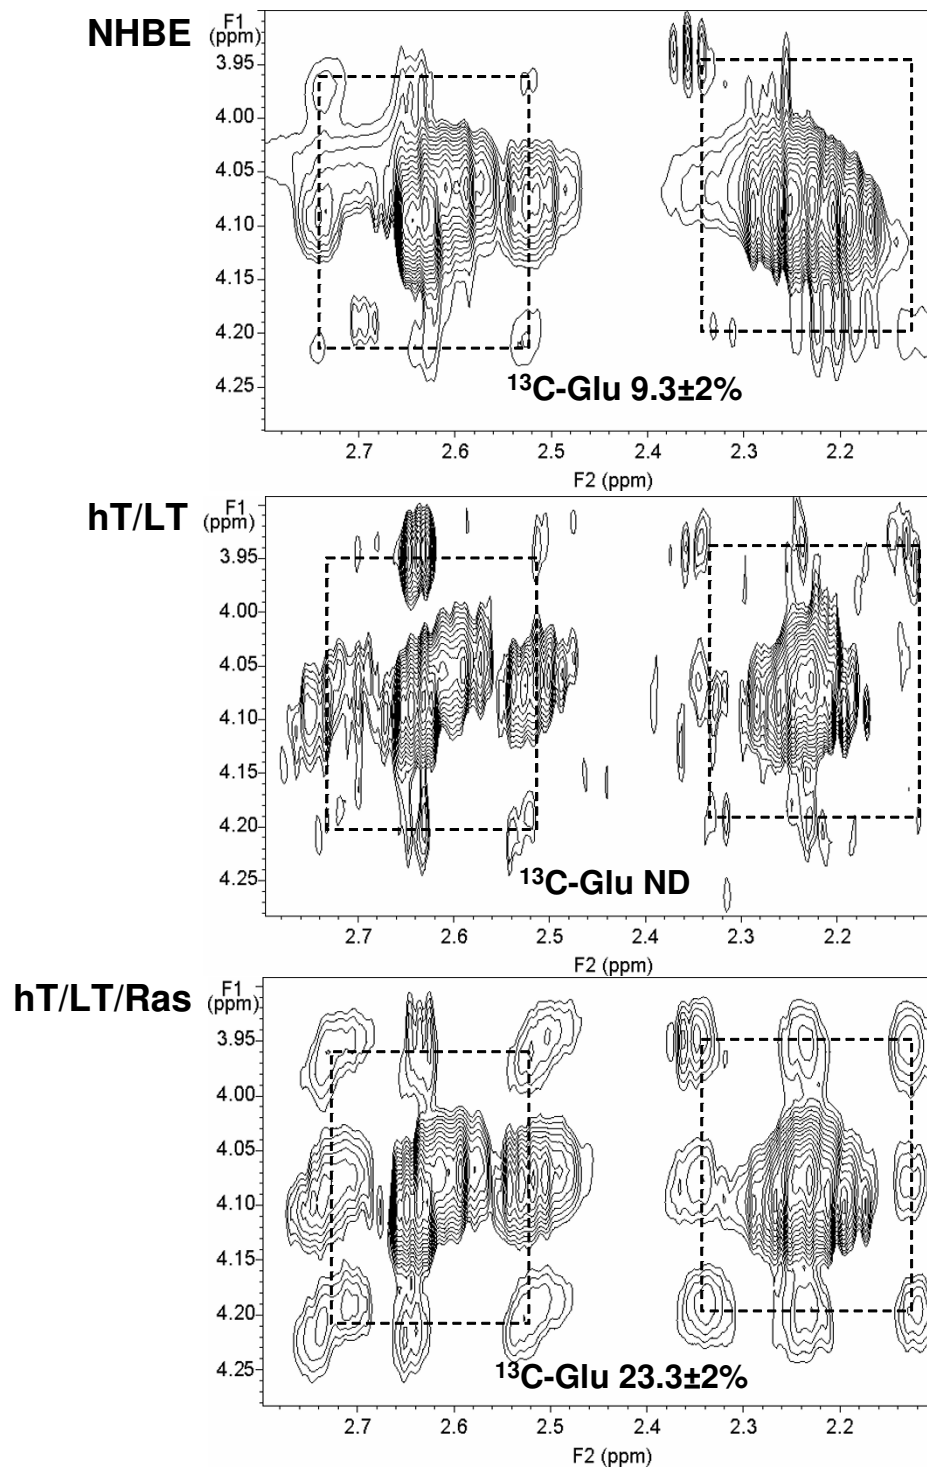 NHBE
F1
(ppm)
3.95
4.00
4.05
4.10
4.15
4.20
4.25
¹³C-Glu 9.3±2%
2.7 2.6 2.5 2.4 2.3 2.2
F2 (ppm)
hT/LT
F1
(ppm)
3.95
4.00
4.05
4.10
4.15
4.20
4.25
¹³C-Glu ND
2.7 2.6 2.5 2.4 2.3 2.2
F2 (ppm)
hT/LT/Ras
F1
(ppm)
3.95
4.00
4.05
4.10
4.15
4.20
4.25
¹³C-Glu 23.3±2%
2.7 2.6 2.5 2.4 2.3 2.2
F2 (ppm)